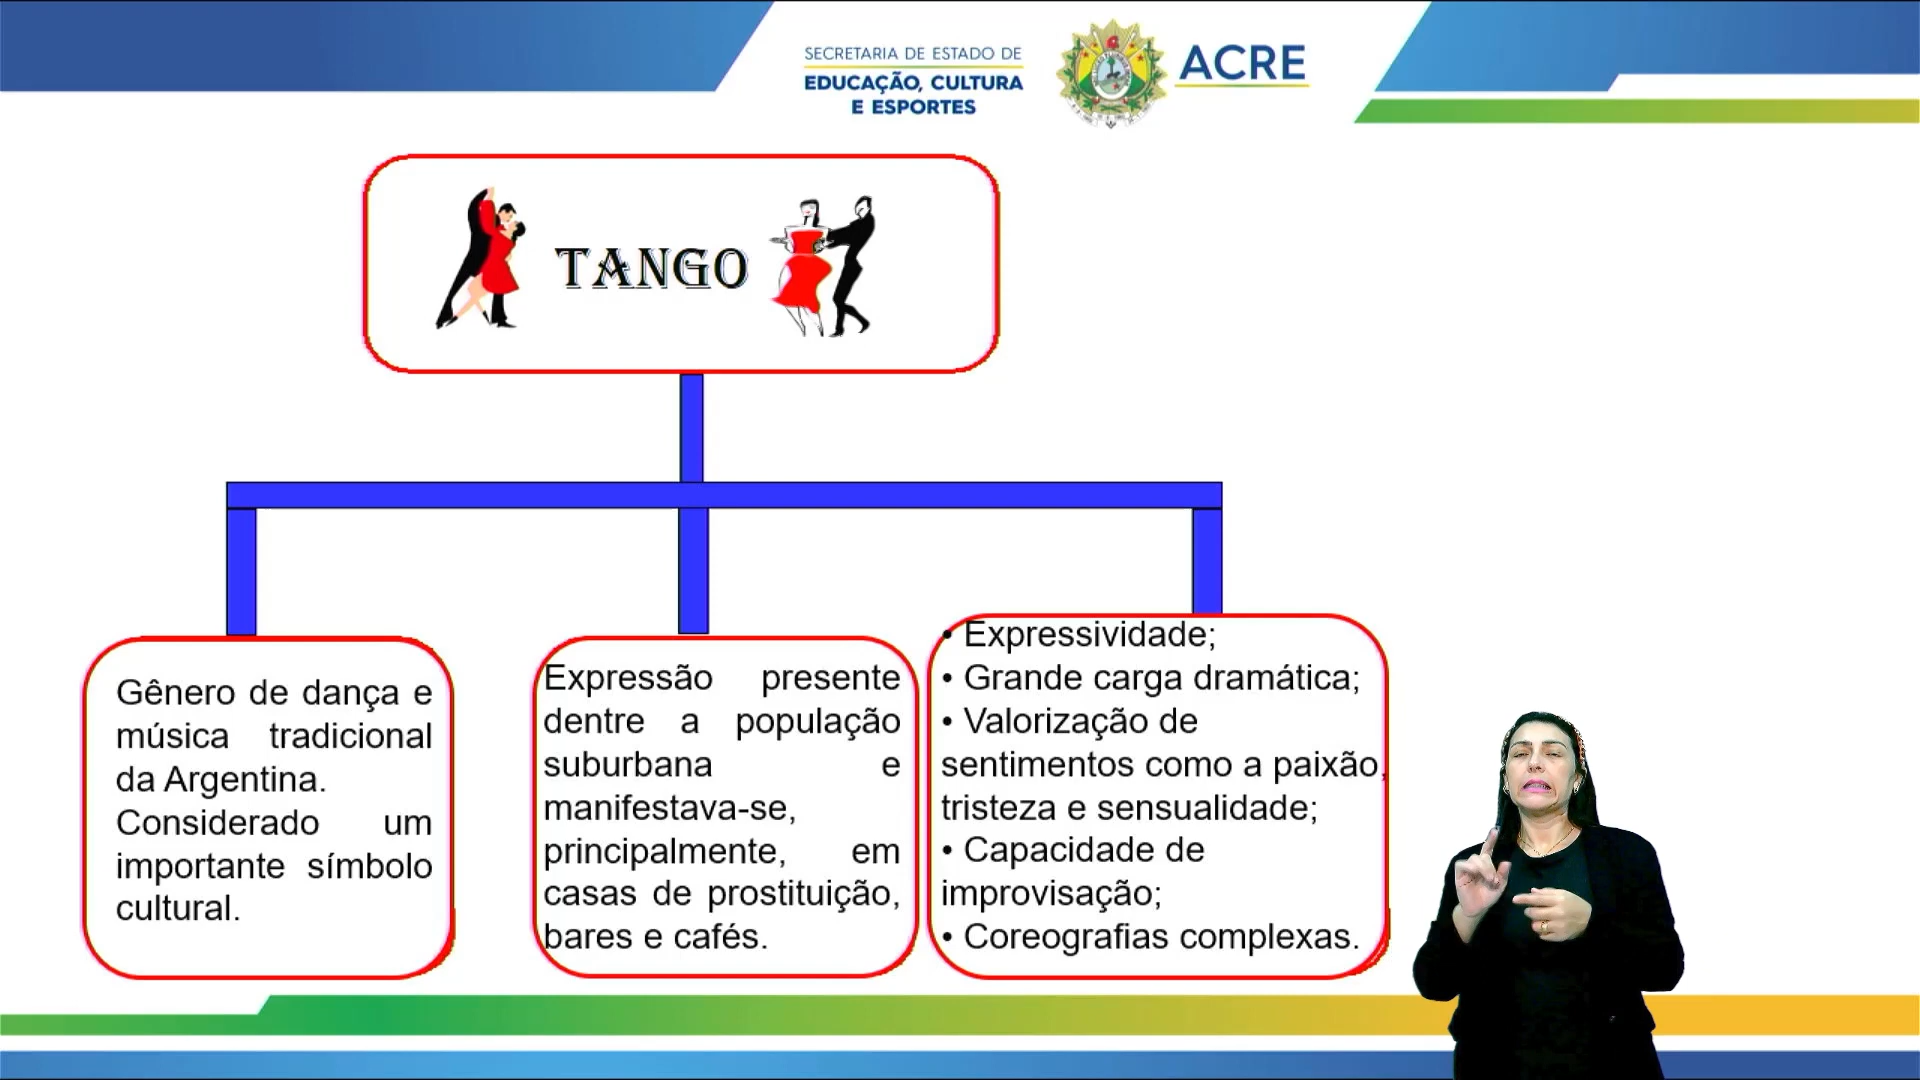 SECRETARIA DE ESTADO DE
EDUCAÇÃO, CULTURA
E ESPORTES
ACRE
TANGO
Gênero de dança e
música tradicional
da Argentina.
Considerado um
importante símbolo
cultural.
Expressão presente
dentre a população
suburbana e
manifestava-se,
principalmente, em
casas de prostituição,
bares e cafés.
• Expressividade;
• Grande carga dramática;
• Valorização de
sentimentos como a paixão,
tristeza e sensualidade;
• Capacidade de
improvisação;
• Coreografias complexas.